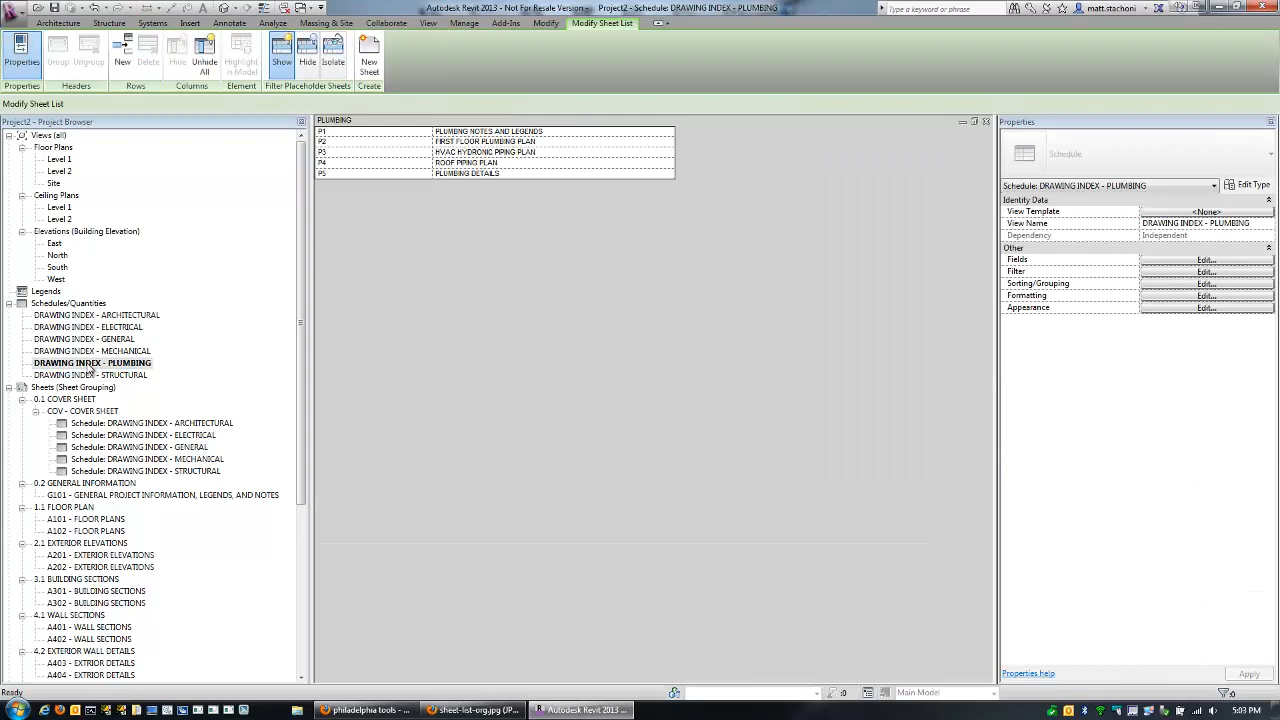 Autodesk Revit 2013 - Not For Resale Version - Project2 - Schedule: DRAWING INDEX - PLUMBING
Type a keyword or phrase
matt.stachoni
Architecture Structure Systems Insert Annotate Analyze Massing & Site Collaborate View Manage Add-Ins Modify Modify Sheet List
Properties Group Ungroup New Delete Hide Unhide All Highlight in Model Show Hide Isolate New Sheet
Properties Headers Rows Columns Element Filter Placeholder Sheets Create
Modify Sheet List
Project2 - Project Browser
Views (all)
Floor Plans
Level 1
Level 2
Site
Ceiling Plans
Level 1
Level 2
Elevations (Building Elevation)
East
North
South
West
Legends
Schedules/Quantities
DRAWING INDEX - ARCHITECTURAL
DRAWING INDEX - ELECTRICAL
DRAWING INDEX - GENERAL
DRAWING INDEX - MECHANICAL
DRAWING INDEX - PLUMBING
DRAWING INDEX - STRUCTURAL
Sheets (Sheet Grouping)
0.1 COVER SHEET
COV - COVER SHEET
Schedule: DRAWING INDEX - ARCHITECTURAL
Schedule: DRAWING INDEX - ELECTRICAL
Schedule: DRAWING INDEX - GENERAL
Schedule: DRAWING INDEX - MECHANICAL
Schedule: DRAWING INDEX - STRUCTURAL
0.2 GENERAL INFORMATION
G101 - GENERAL PROJECT INFORMATION, LEGENDS, AND NOTES
1.1 FLOOR PLAN
A101 - FLOOR PLANS
A102 - FLOOR PLANS
2.1 EXTERIOR ELEVATIONS
A201 - EXTERIOR ELEVATIONS
A202 - EXTERIOR ELEVATIONS
3.1 BUILDING SECTIONS
A301 - BUILDING SECTIONS
A302 - BUILDING SECTIONS
4.1 WALL SECTIONS
A401 - WALL SECTIONS
A402 - WALL SECTIONS
4.2 EXTERIOR WALL DETAILS
A403 - EXTRIOR DETAILS
A404 - EXTRIOR DETAILS
PLUMBING
P1 PLUMBNG NOTES AND LEGENDS
P2 FIRST FLOOR PLUMBING PLAN
P3 HVAC HYDRONIC PIPING PLAN
P4 ROOF PIPING PLAN
P5 PLUMBING DETAILS
Properties
Schedule
Schedule: DRAWING INDEX - PLUMBING Edit Type
Identity Data
View Template <None>
View Name DRAWING INDEX - PLUMBING
Dependency Independent
Other
Fields Edit...
Filter Edit...
Sorting/Grouping Edit...
Formatting Edit...
Appearance Edit...
Properties help Apply
Ready :0 Main Model :0
philadelphia tools - ... sheet-list-org.jpg (JP... Autodesk Revit 2013 ... 5:03 PM